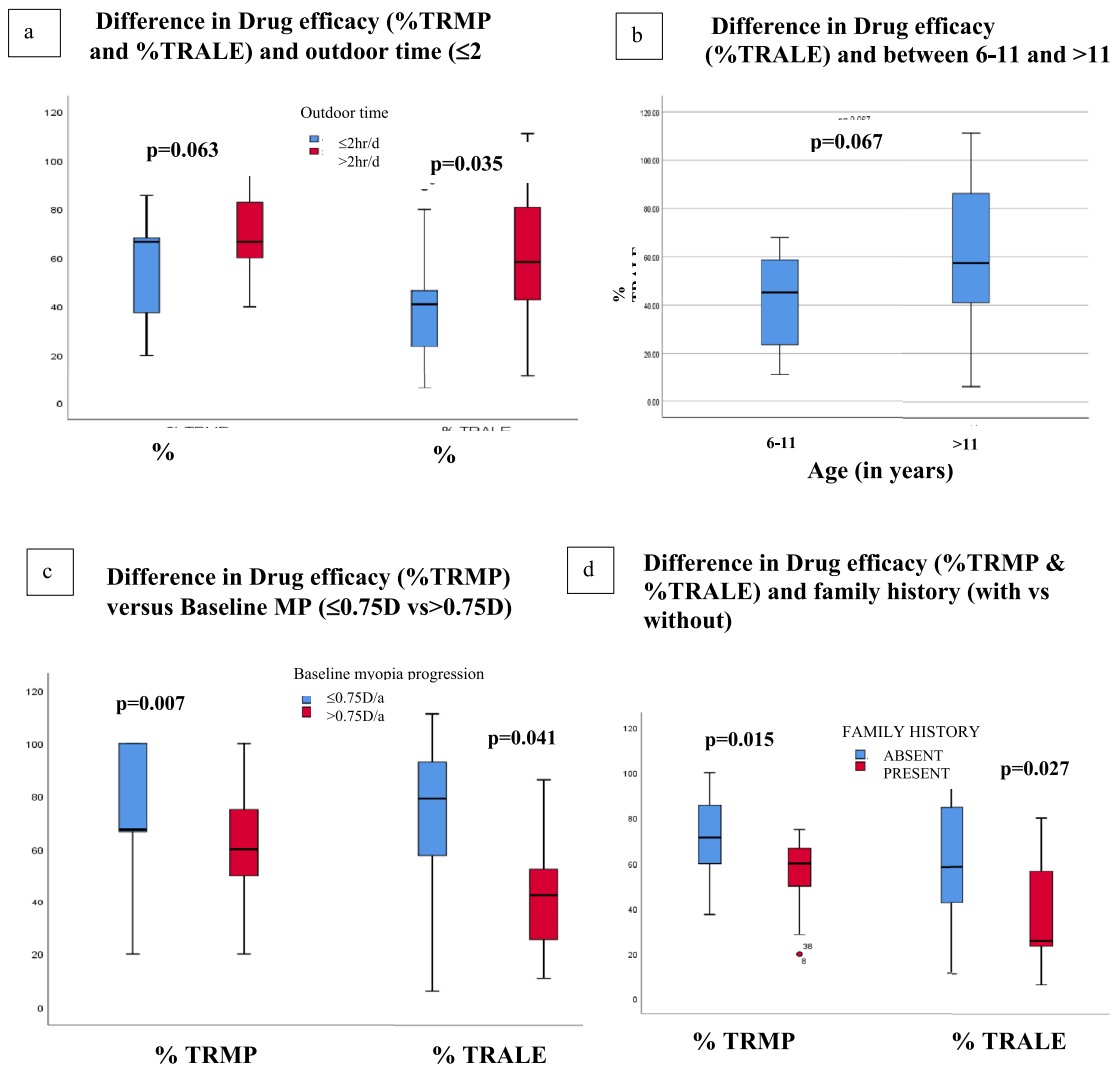 a
Difference in Drug efficacy (%TRMP
and %TRALE) and outdoor time (≤2
120
100
80
60
40
20
0
Outdoor time
≤2hr/d
>2hr/d
p=0.063
p=0.035
%
%
b
Difference in Drug efficacy
(%TRALE) and between 6-11 and >11
120.00
100.00
80.00
60.00
40.00
20.00
0.00
p=0.067
%
6-11
>11
Age (in years)
c
Difference in Drug efficacy (%TRMP)
versus Baseline MP (≤0.75D vs>0.75D)
120
100
80
60
40
20
0
Baseline myopia progression
≤0.75D/a
>0.75D/a
p=0.007
p=0.041
% TRMP
% TRALE
d
Difference in Drug efficacy (%TRMP &
%TRALE) and family history (with vs
without)
120
100
80
60
40
20
0
FAMILY HISTORY
ABSENT
PRESENT
p=0.015
p=0.027
38
8
% TRMP
% TRALE